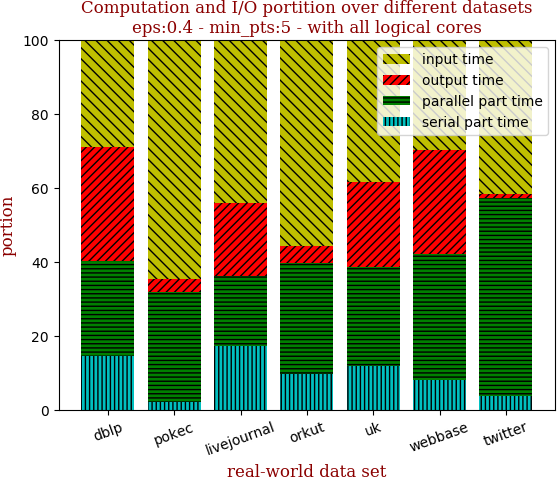 Computation and I/O portition over different datasets
eps:0.4 - min_pts:5 - with all logical cores
100
80
60
40
20
0
portion
input time
output time
parallel part time
serial part time
dblp
pokec
livejournal
orkut
uk
webbase
twitter
real-world data set